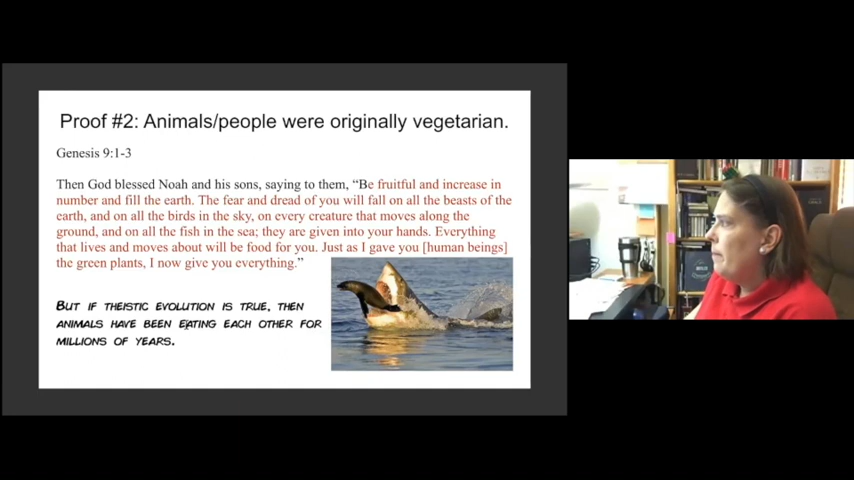 Proof #2: Animals/people were originally vegetarian.
Genesis 9:1-3
Then God blessed Noah and his sons, saying to them, “Be fruitful and increase in
number and fill the earth. The fear and dread of you will fall on all the beasts of the
earth, and on all the birds in the sky, on every creature that moves along the
ground, and on all the fish in the sea; they are given into your hands. Everything
that lives and moves about will be food for you. Just as I gave you [human beings]
the green plants, I now give you everything.”
BUT IF THEISTIC EVOLUTION IS TRUE, THEN
ANIMALS HAVE BEEN EATING EACH OTHER FOR
MILLIONS OF YEARS.